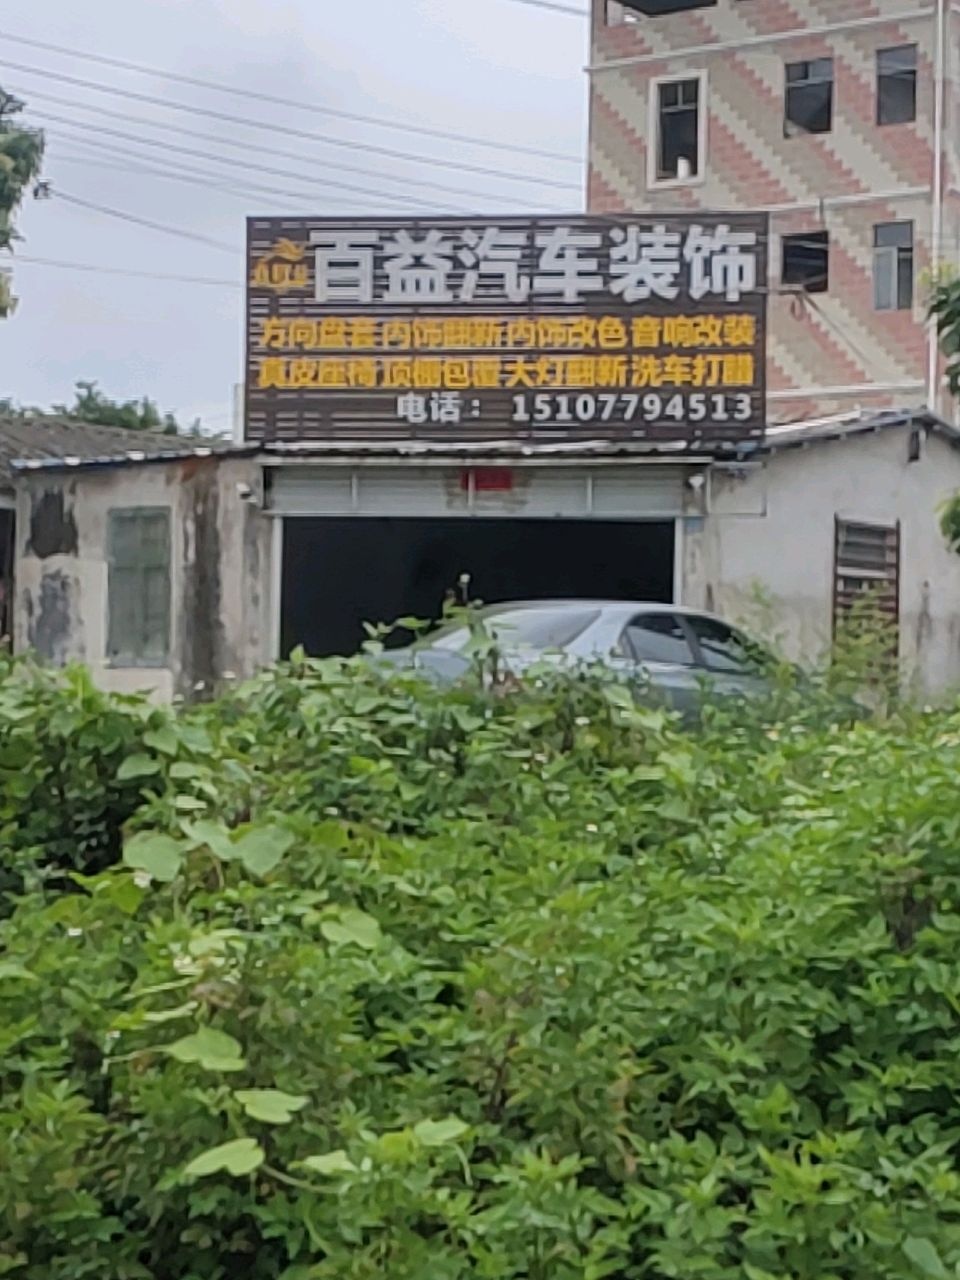 百益汽车装饰
方向盘套 内饰翻新 内饰改色 音响改装
真皮座椅 顶棚包覆 大灯翻新 洗车打腊
电话：15107794513